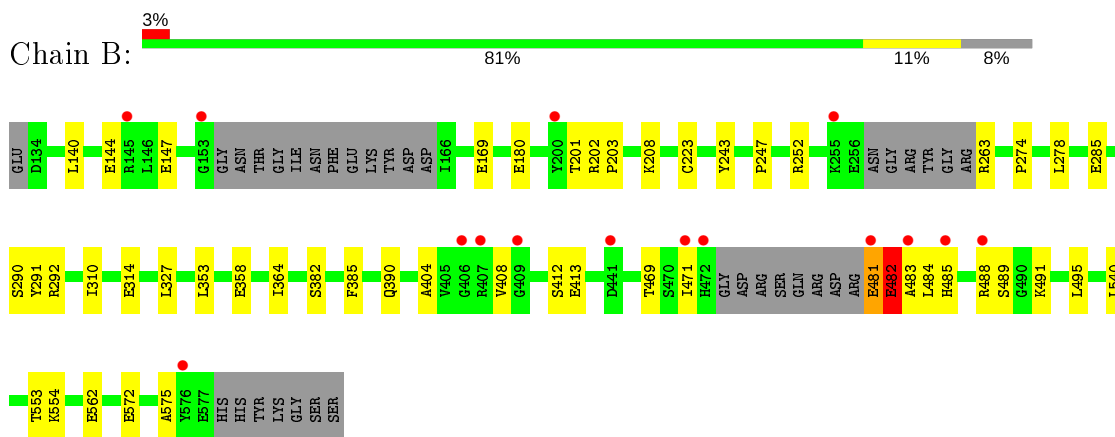 3%
Chain B:
81% 11% 8%
GLU D134 L140 E144 R145 L146 E147 G153 GLY ASN THR GLY ILE ASN PHE GLU LYS TYR ASP ASP I166 E169 E180 Y200 T201 R202 P203 K208 C223 Y243 P247 R252 K255 E256 ASN GLY ARG TYR GLY ARG R263 P274 L278 E285
S290 Y291 R292 I310 E314 L327 L353 E358 I364 S382 F385 Q390 A404 V405 G406 R407 V408 G409 S412 E413 D441 T469 S470 I471 H472 GLY ASP ARG SER GLN ARG ASP ARG E481 E482 A483 L484 H485 R488 S489 G490 K491 L495 L540
T553 K554 E562 E572 A575 Y576 E577 HIS HIS TYR LYS GLY SER SER